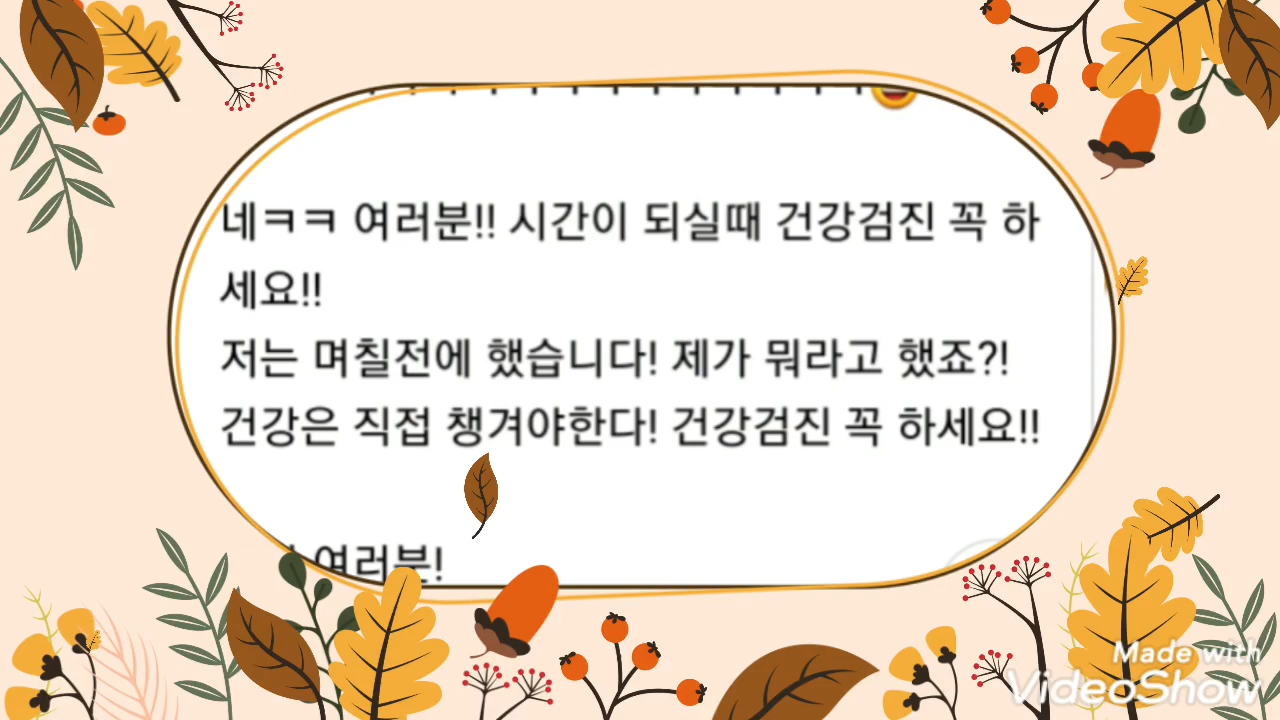 네ㅋㅋ 여러분!! 시간이 되실때 건강검진 꼭 하
세요!!
저는 며칠전에 했습니다! 제가 뭐라고 했죠?!
건강은 직접 챙겨야한다! 건강검진 꼭 하세요!!
여러분!
Made with
VideoShow